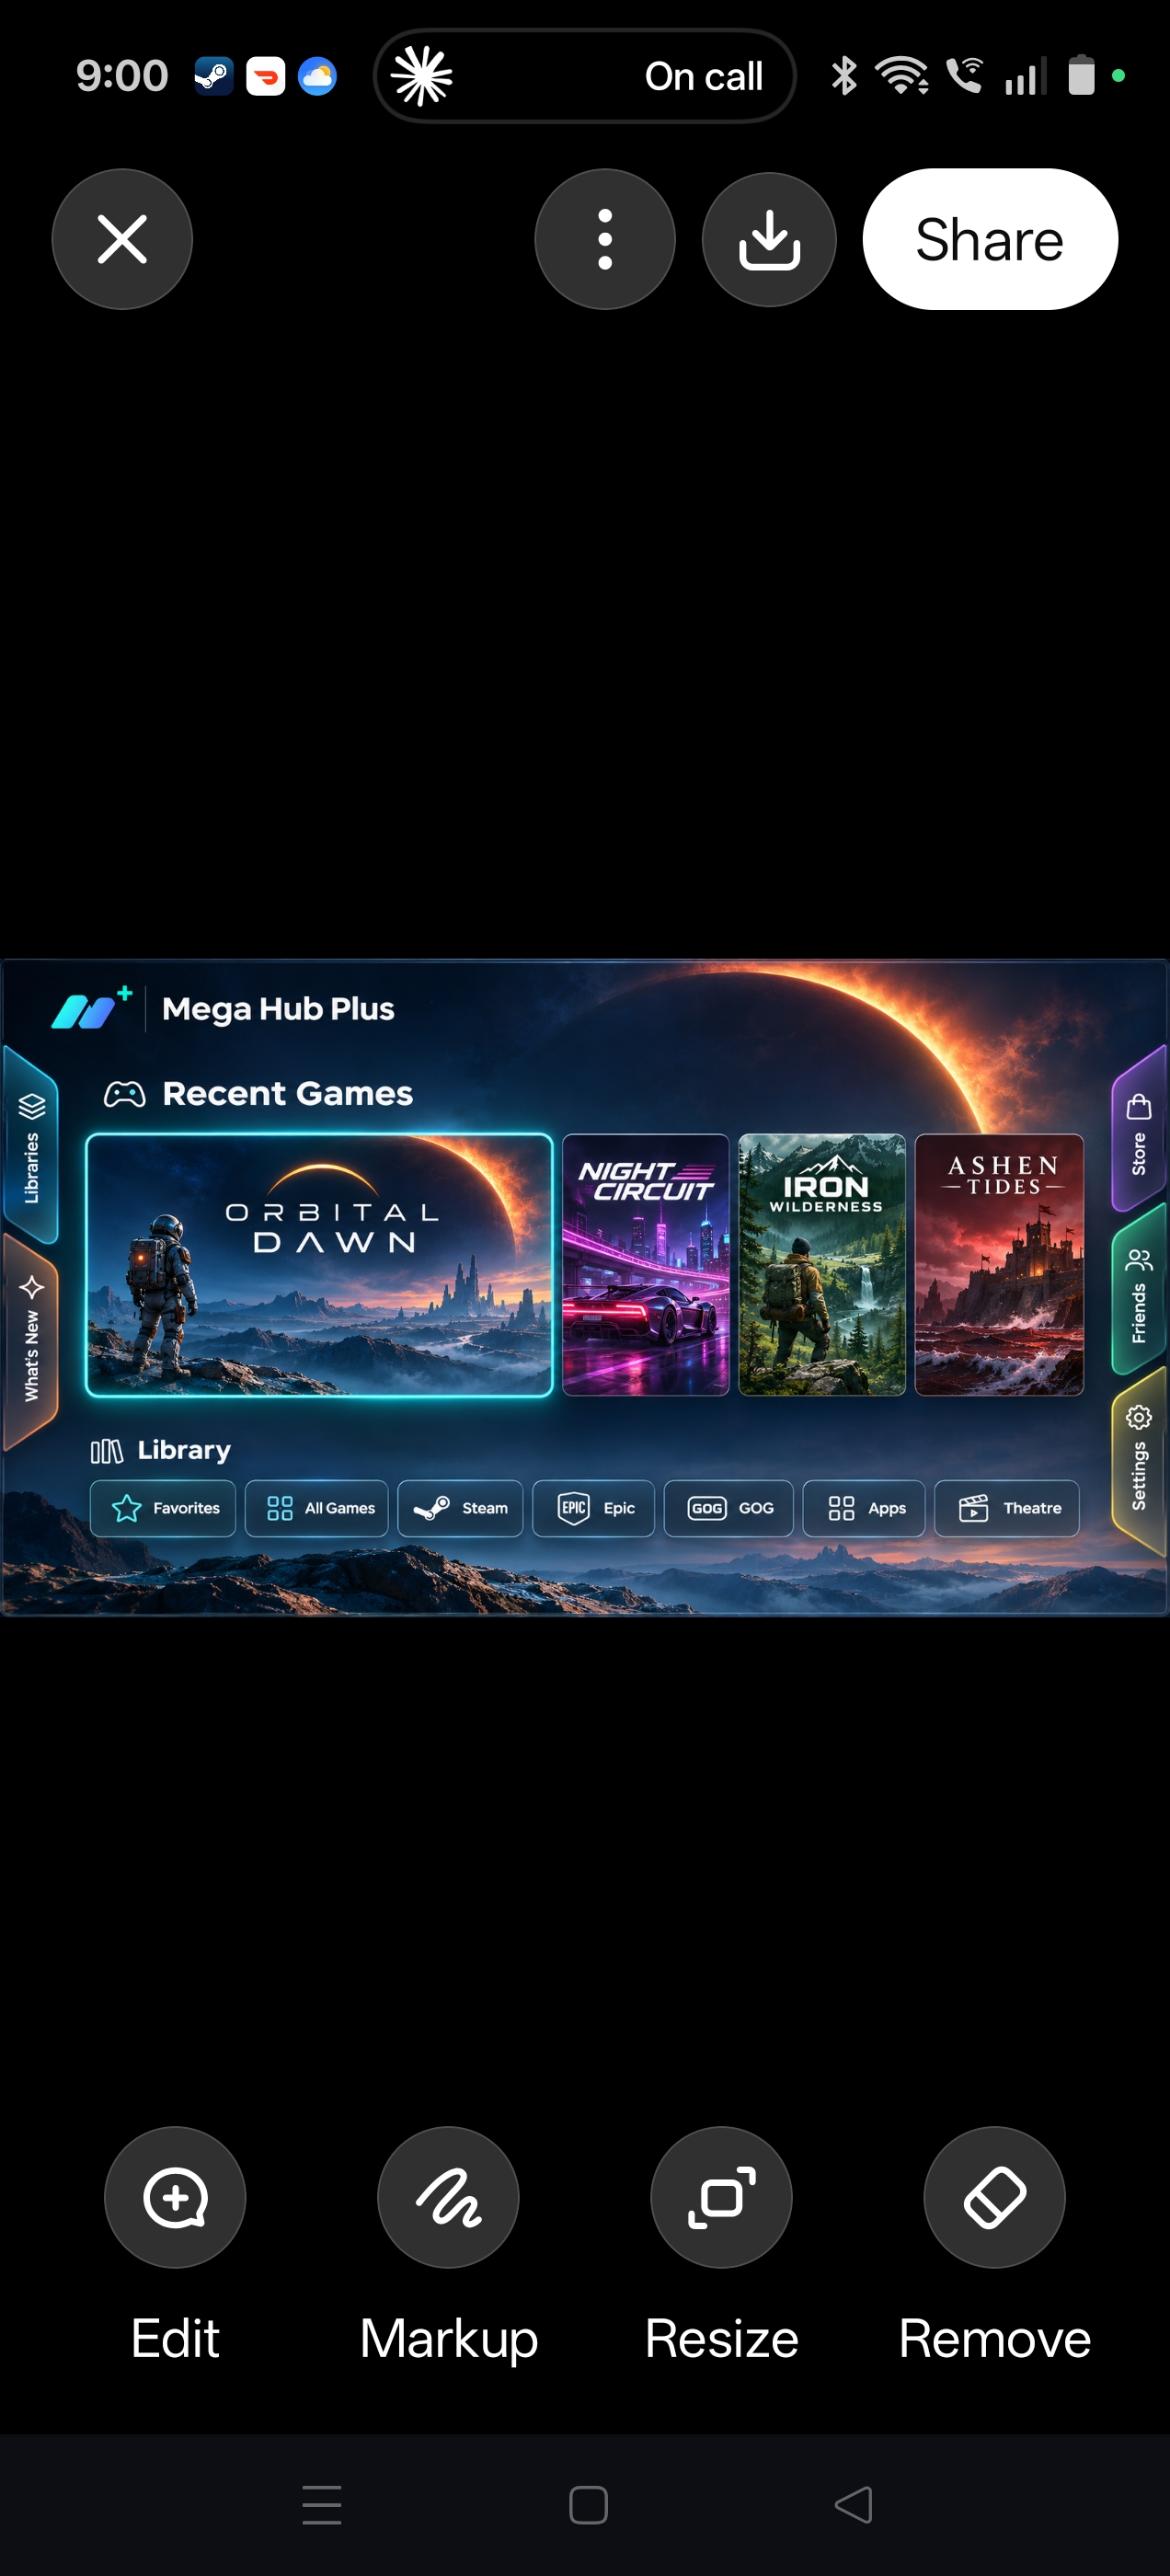 9:00
On call
Share
Mega Hub Plus
Recent Games
Libraries
What's New
Store
Friends
Settings
ORBITAL
DAWN
NIGHT
CIRCUIT
IRON
WILDERNESS
ASHEN
TIDES
Library
Favorites
All Games
Steam
EPIC
Epic
GOG
GOG
Apps
Theatre
Edit
Markup
Resize
Remove